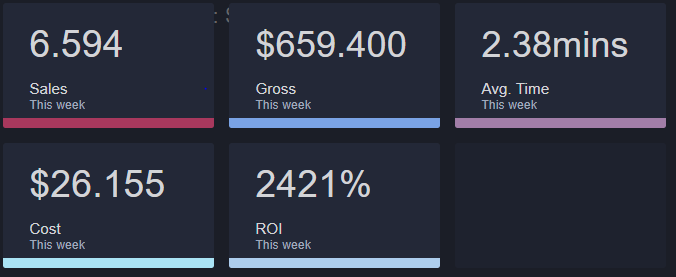 6.594
Sales
This week
$659.400
Gross
This week
2.38mins
Avg. Time
This week
$26.155
Cost
This week
2421%
ROI
This week